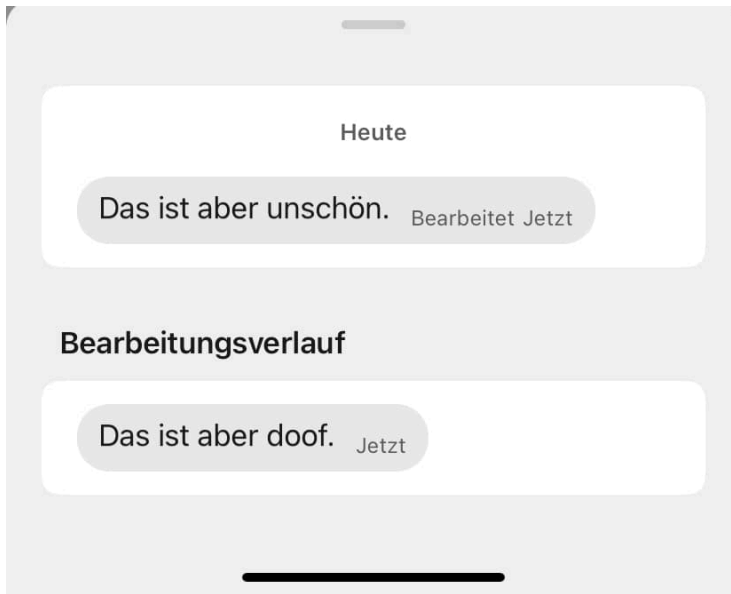 Heute
Das ist aber unschön. Bearbeitet Jetzt
Bearbeitungsverlauf
Das ist aber doof. Jetzt